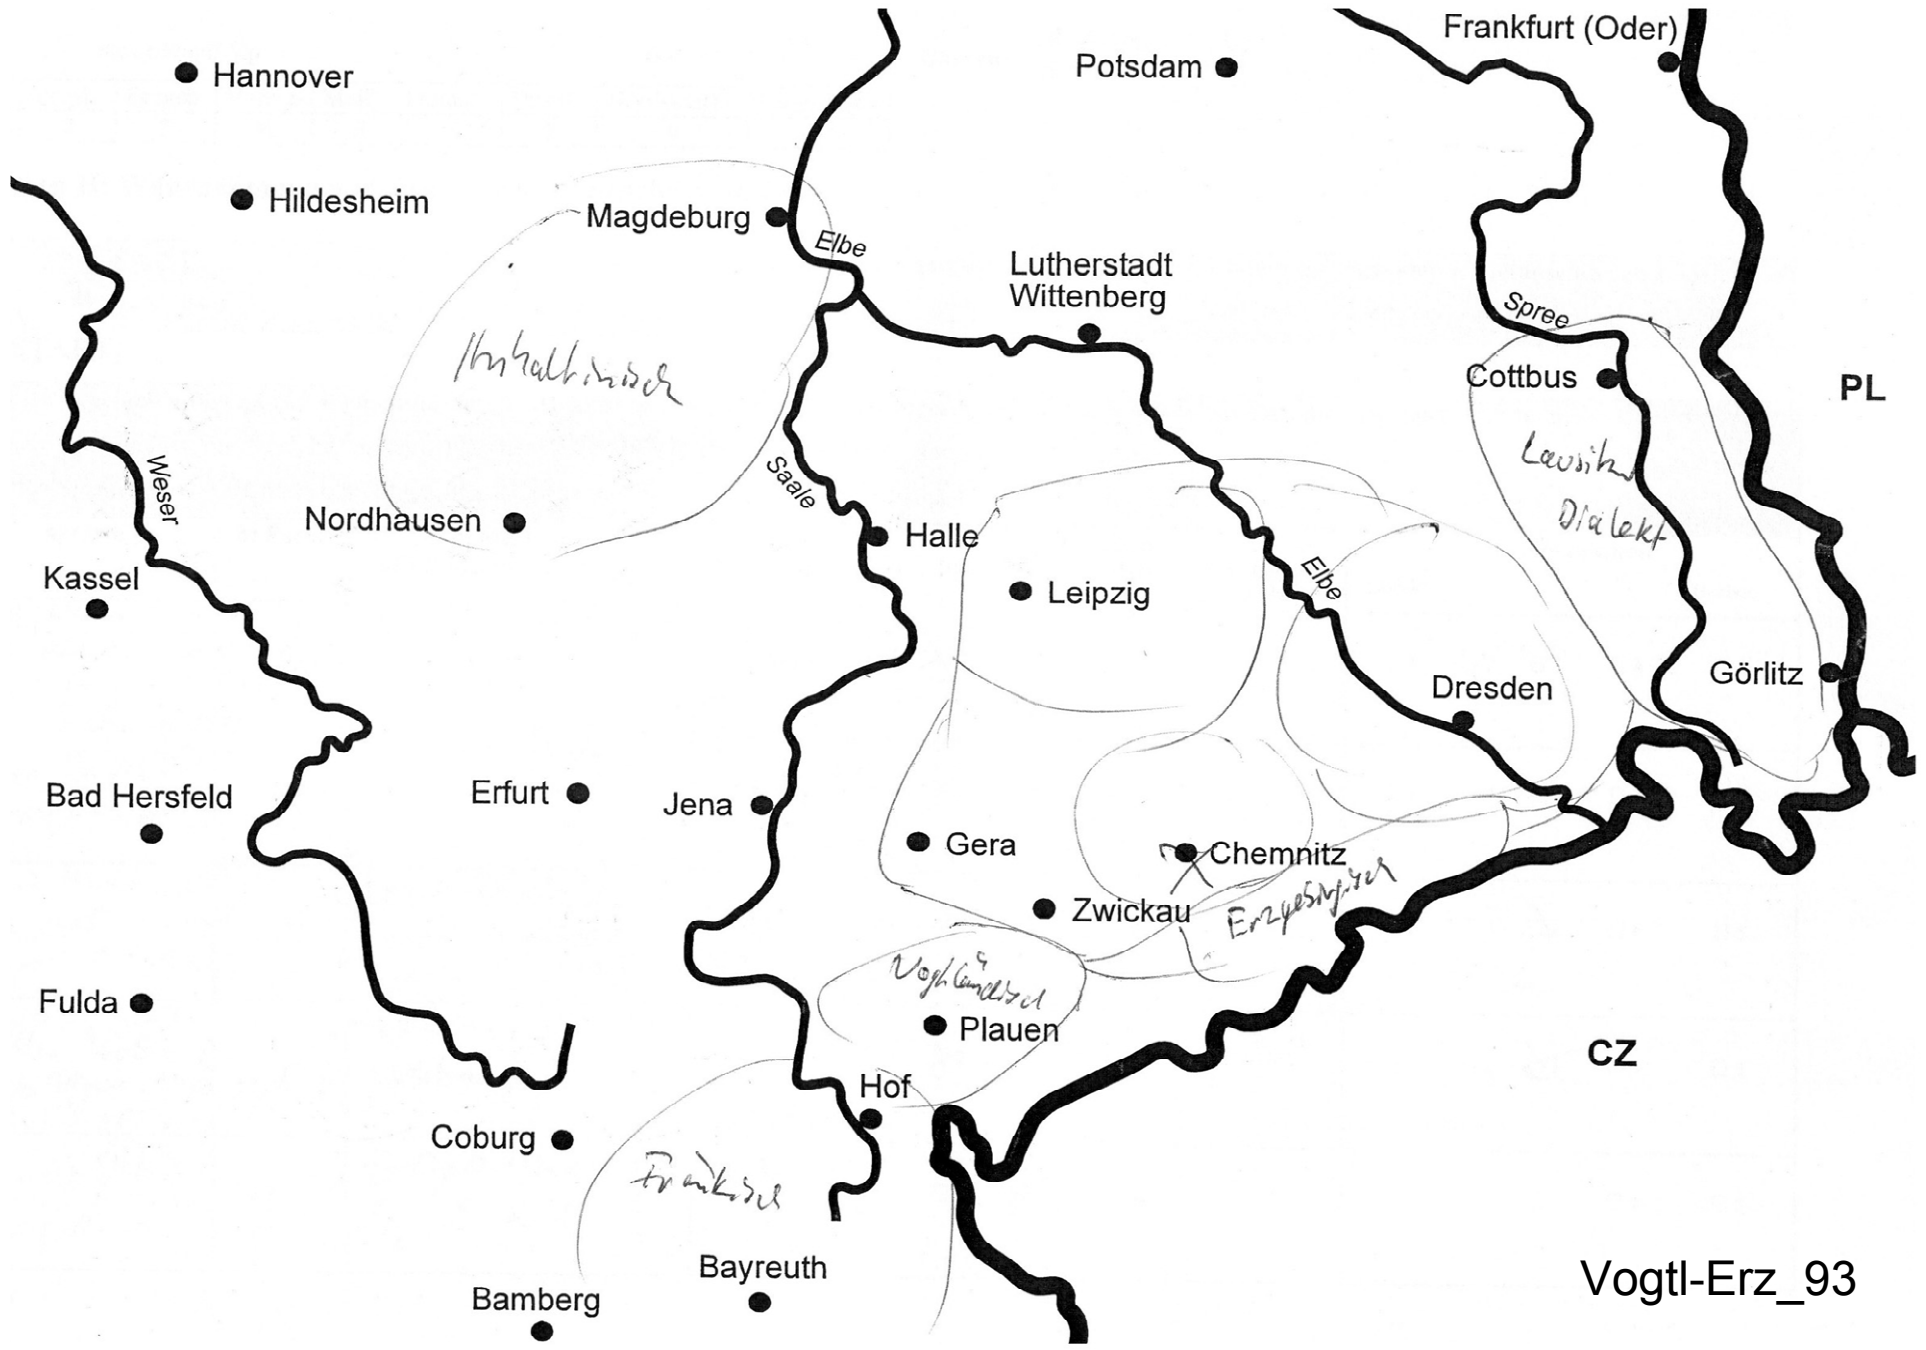 Frankfurt (Oder)
Potsdam
Hannover
Hildesheim
Magdeburg
Elbe
Lutherstadt
Wittenberg
Spree
Anhaltinisch
Cottbus
PL
Lausitzer
Dialekt
Weser
Saale
Nordhausen
Halle
Kassel
Leipzig
Elbe
Görlitz
Dresden
Bad Hersfeld
Erfurt
Jena
Gera
Chemnitz
Zwickau
Erzgebirgisch
Vogtländisch
Fulda
Plauen
CZ
Hof
Coburg
Fränkisch
Bayreuth
Bamberg
Vogtl-Erz_93